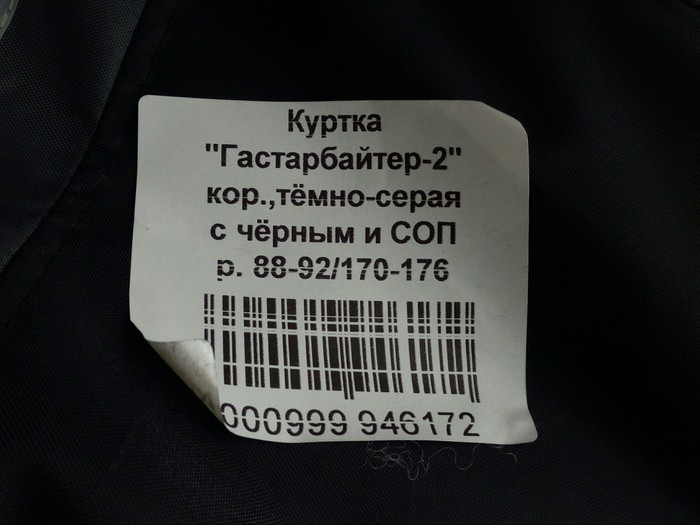 Куртка
"Гастарбайтер-2"
кор.,тёмно-серая
с чёрным и СОП
р. 88-92/170-176
000999 946172